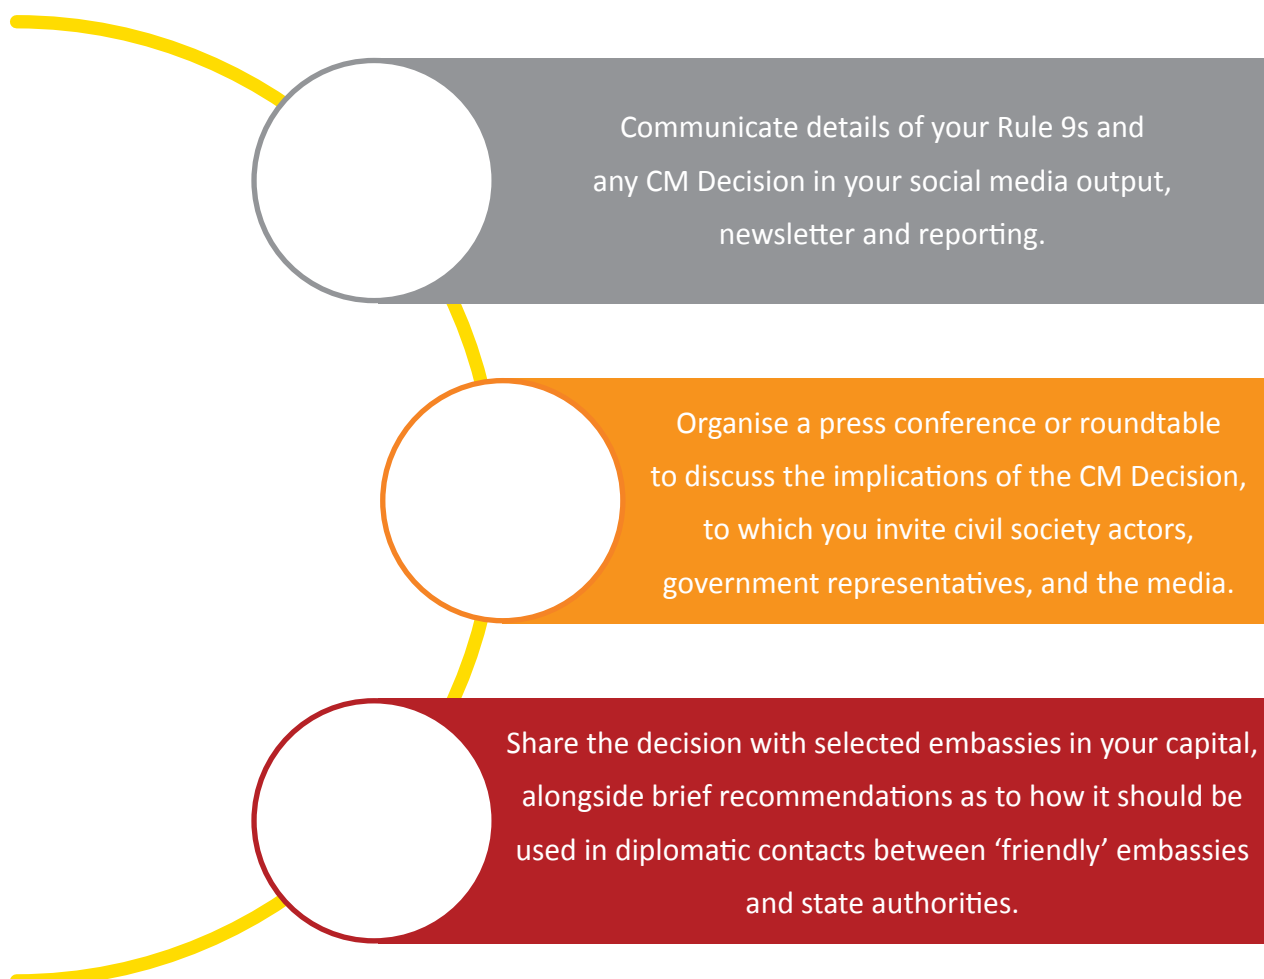 Communicate details of your Rule 9s and
any CM Decision in your social media output,
newsletter and reporting.
Organise a press conference or roundtable
to discuss the implications of the CM Decision,
to which you invite civil society actors,
government representatives, and the media.
Share the decision with selected embassies in your capital,
alongside brief recommendations as to how it should be
used in diplomatic contacts between ‘friendly’ embassies
and state authorities.